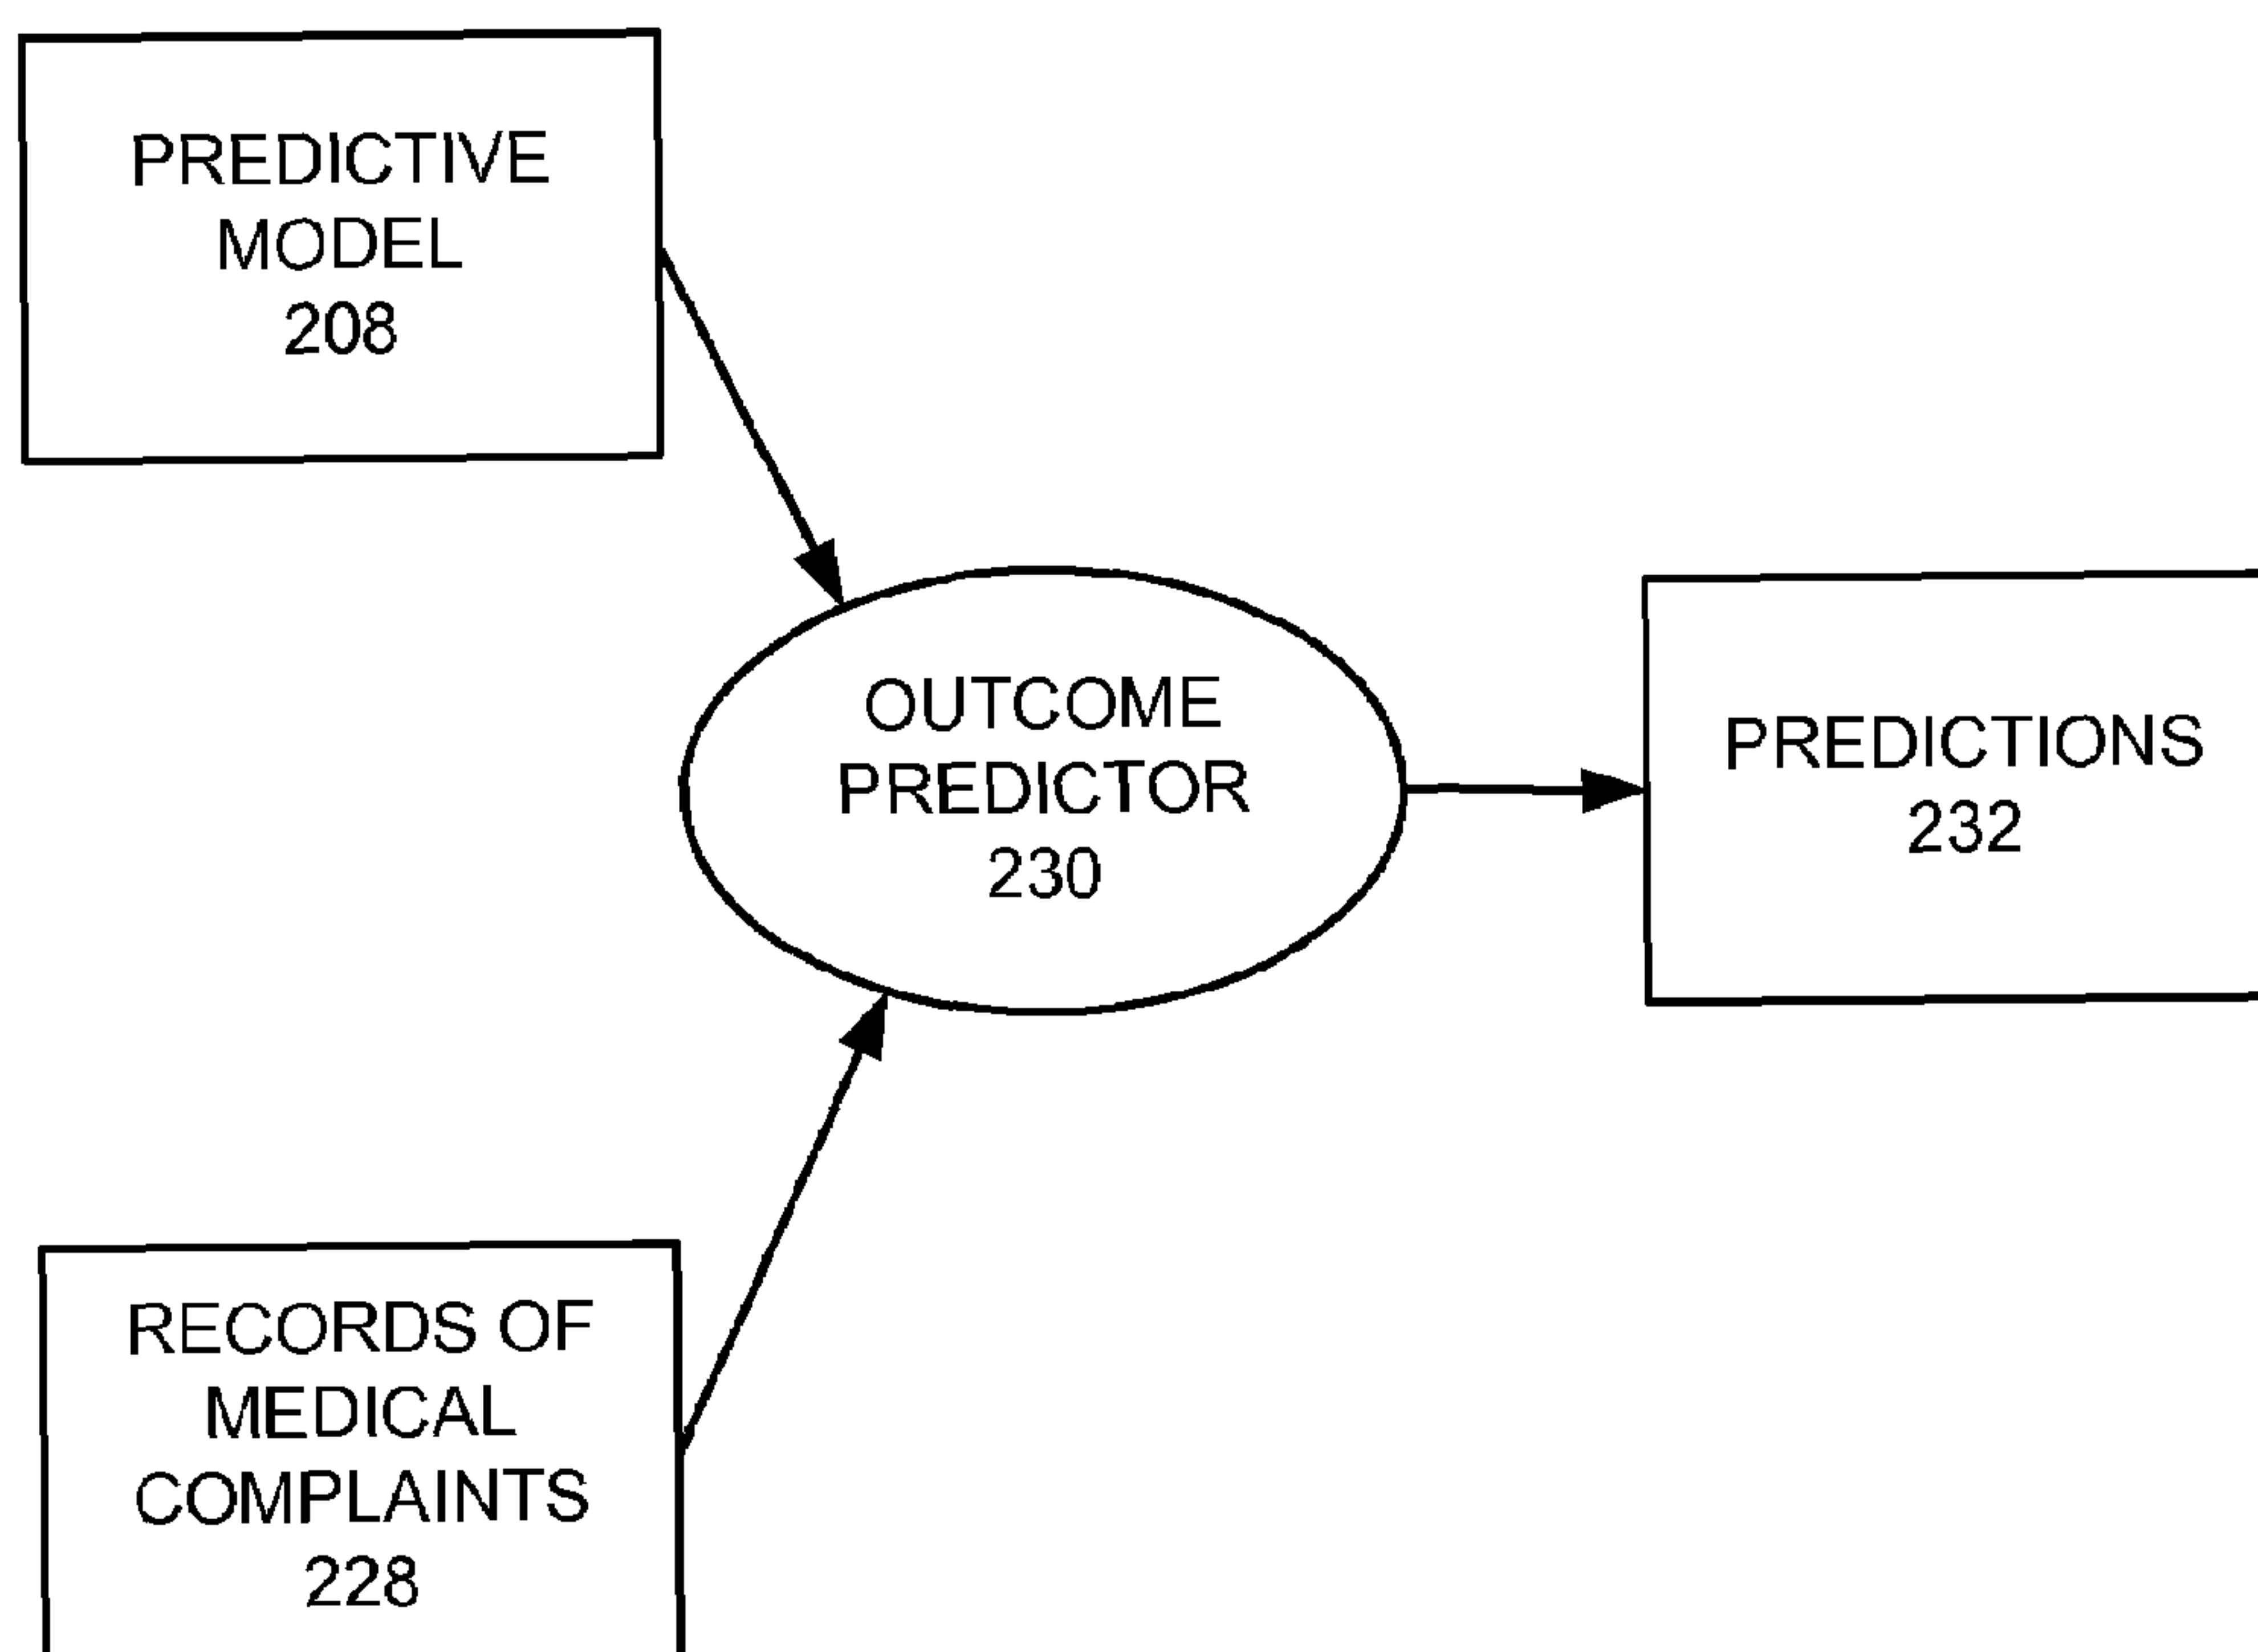 PREDICTIVE
MODEL
208
OUTCOME
PREDICTOR
230
PREDICTIONS
232
RECORDS OF
MEDICAL
COMPLAINTS
228